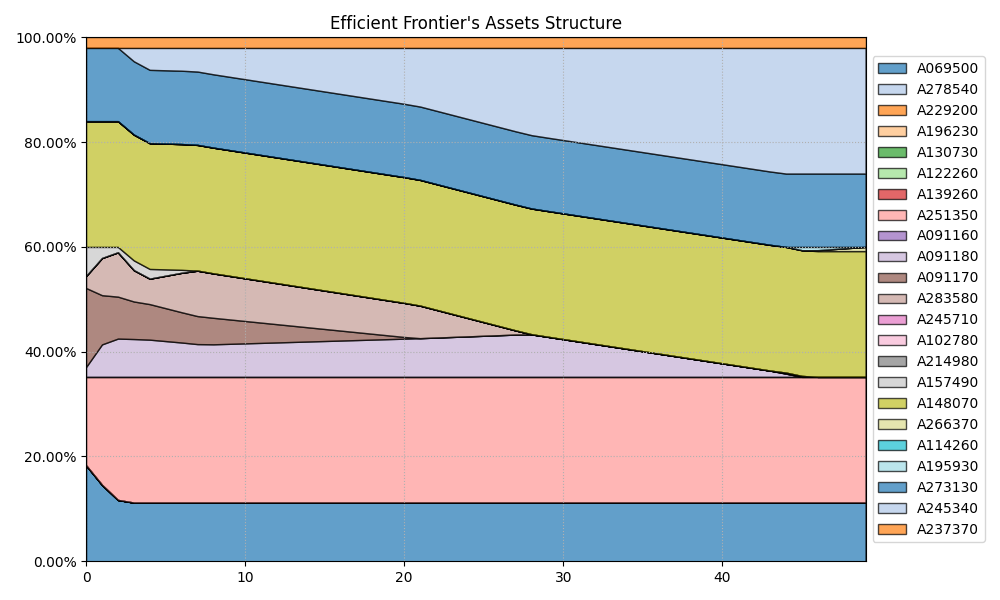 Efficient Frontier's Assets Structure
100.00%
80.00%
60.00%
40.00%
20.00%
0.00%
0
10
20
30
40
A069500
A278540
A229200
A196230
A130730
A122260
A139260
A251350
A091160
A091180
A091170
A283580
A245710
A102780
A214980
A157490
A148070
A266370
A114260
A195930
A273130
A245340
A237370